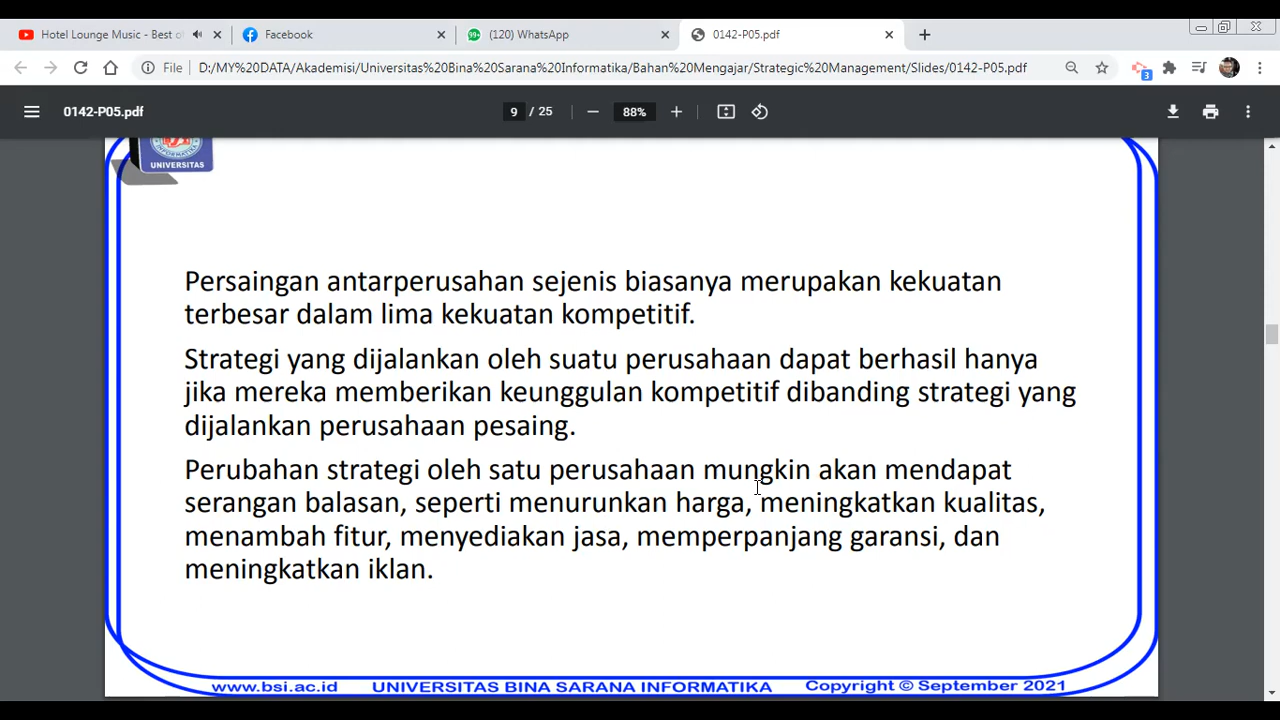 Hotel Lounge Music - Best o
Facebook
99+
(120) WhatsApp
0142-P05.pdf
File
D:/MY%20DATA/Akademisi/Universitas%20Bina%20Sarana%20Informatika/Bahan%20Mengajar/Strategic%20Management/Slides/0142-P05.pdf
3
0142-P05.pdf
9 / 25
88%
UNIVERSITAS
Persaingan antarperusahan sejenis biasanya merupakan kekuatan
terbesar dalam lima kekuatan kompetitif.
Strategi yang dijalankan oleh suatu perusahaan dapat berhasil hanya
jika mereka memberikan keunggulan kompetitif dibanding strategi yang
dijalankan perusahaan pesaing.
Perubahan strategi oleh satu perusahaan mungkin akan mendapat
serangan balasan, seperti menurunkan harga, meningkatkan kualitas,
menambah fitur, menyediakan jasa, memperpanjang garansi, dan
meningkatkan iklan.
www.bsi.ac.id UNIVERSITAS BINA SARANA INFORMATIKA Copyright © September 2021